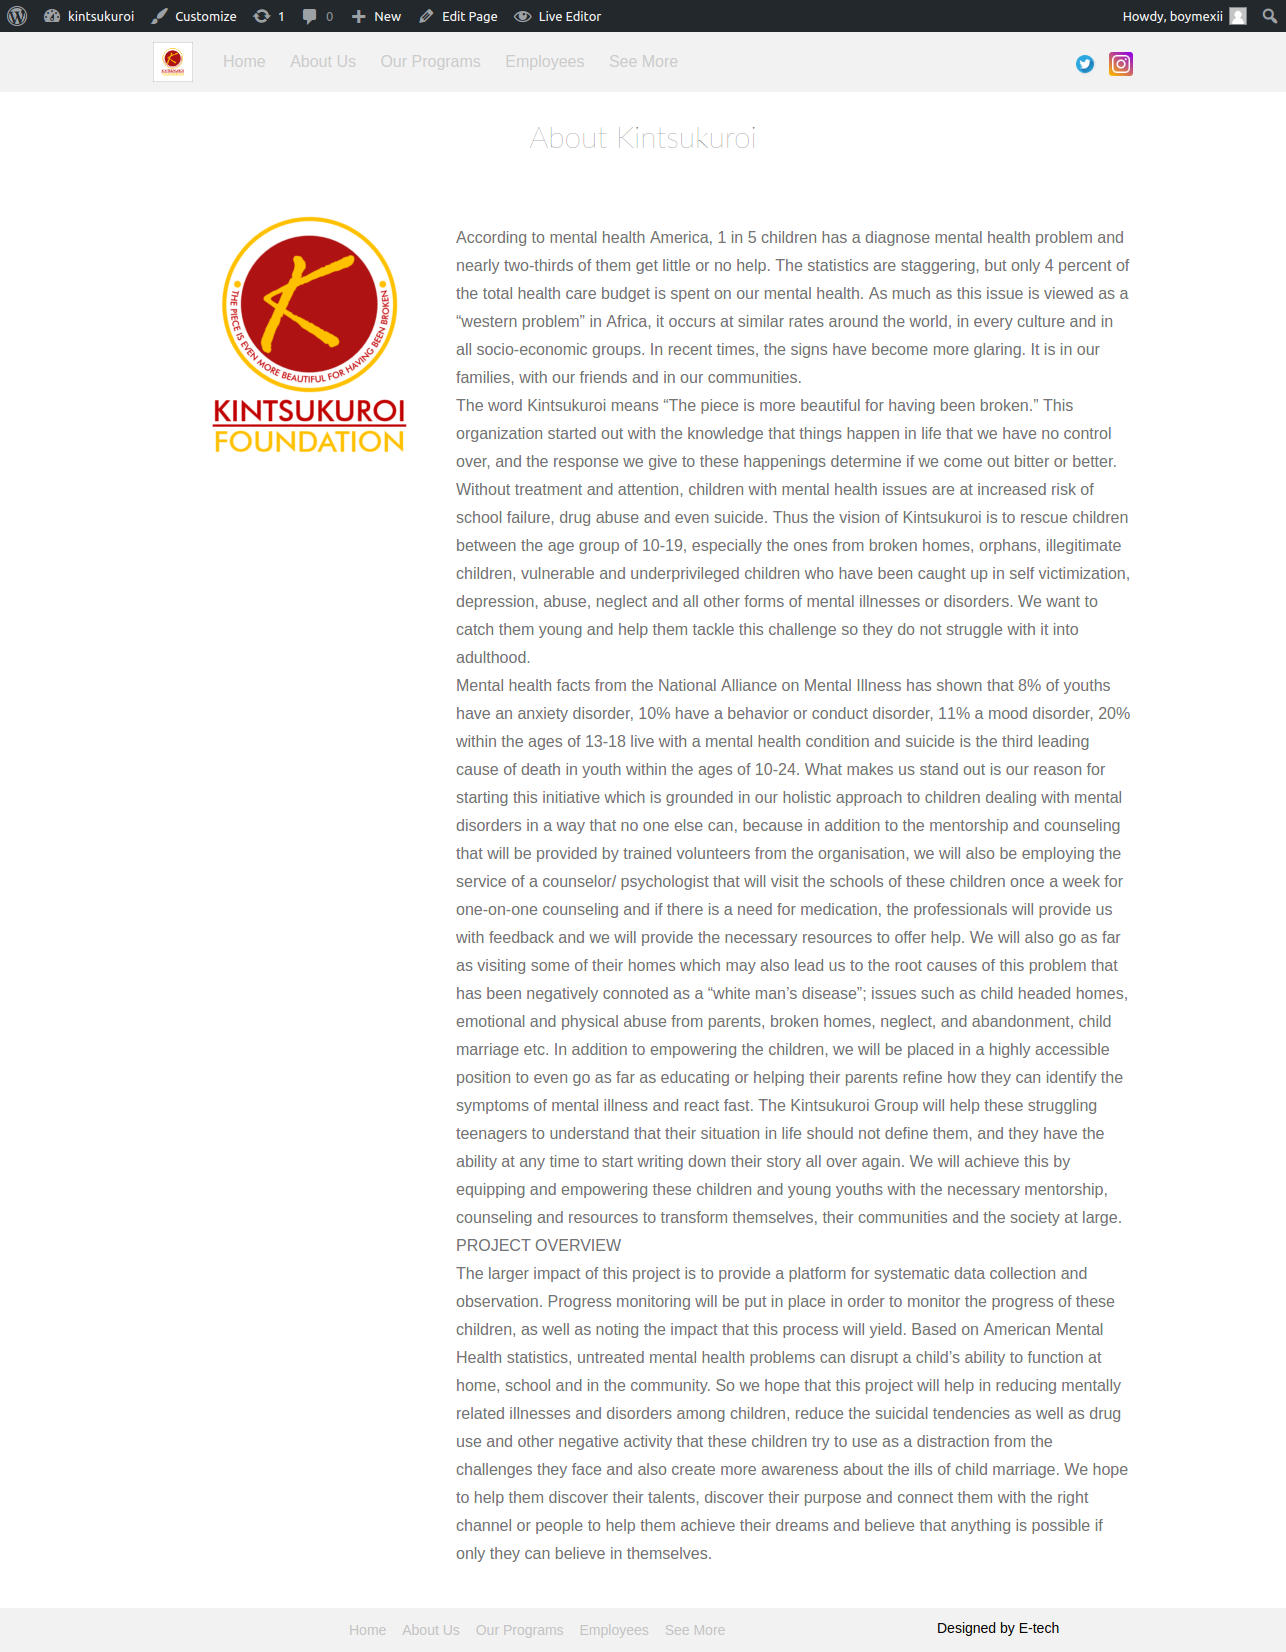 kintsukuroi Customize 1 0 New Edit Page Live Editor Howdy, boymexii
Home About Us Our Programs Employees See More
About Kintsukuroi
THE PIECE IS EVEN MORE BEAUTIFUL FOR HAVING BEEN BROKEN
KINTSUKUROI
FOUNDATION
According to mental health America, 1 in 5 children has a diagnose mental health problem and
nearly two-thirds of them get little or no help. The statistics are staggering, but only 4 percent of
the total health care budget is spent on our mental health. As much as this issue is viewed as a
“western problem” in Africa, it occurs at similar rates around the world, in every culture and in
all socio-economic groups. In recent times, the signs have become more glaring. It is in our
families, with our friends and in our communities.
The word Kintsukuroi means “The piece is more beautiful for having been broken.” This
organization started out with the knowledge that things happen in life that we have no control
over, and the response we give to these happenings determine if we come out bitter or better.
Without treatment and attention, children with mental health issues are at increased risk of
school failure, drug abuse and even suicide. Thus the vision of Kintsukuroi is to rescue children
between the age group of 10-19, especially the ones from broken homes, orphans, illegitimate
children, vulnerable and underprivileged children who have been caught up in self victimization,
depression, abuse, neglect and all other forms of mental illnesses or disorders. We want to
catch them young and help them tackle this challenge so they do not struggle with it into
adulthood.
Mental health facts from the National Alliance on Mental Illness has shown that 8% of youths
have an anxiety disorder, 10% have a behavior or conduct disorder, 11% a mood disorder, 20%
within the ages of 13-18 live with a mental health condition and suicide is the third leading
cause of death in youth within the ages of 10-24. What makes us stand out is our reason for
starting this initiative which is grounded in our holistic approach to children dealing with mental
disorders in a way that no one else can, because in addition to the mentorship and counseling
that will be provided by trained volunteers from the organisation, we will also be employing the
service of a counselor/ psychologist that will visit the schools of these children once a week for
one-on-one counseling and if there is a need for medication, the professionals will provide us
with feedback and we will provide the necessary resources to offer help. We will also go as far
as visiting some of their homes which may also lead us to the root causes of this problem that
has been negatively connoted as a “white man’s disease”; issues such as child headed homes,
emotional and physical abuse from parents, broken homes, neglect, and abandonment, child
marriage etc. In addition to empowering the children, we will be placed in a highly accessible
position to even go as far as educating or helping their parents refine how they can identify the
symptoms of mental illness and react fast. The Kintsukuroi Group will help these struggling
teenagers to understand that their situation in life should not define them, and they have the
ability at any time to start writing down their story all over again. We will achieve this by
equipping and empowering these children and young youths with the necessary mentorship,
counseling and resources to transform themselves, their communities and the society at large.
PROJECT OVERVIEW
The larger impact of this project is to provide a platform for systematic data collection and
observation. Progress monitoring will be put in place in order to monitor the progress of these
children, as well as noting the impact that this process will yield. Based on American Mental
Health statistics, untreated mental health problems can disrupt a child’s ability to function at
home, school and in the community. So we hope that this project will help in reducing mentally
related illnesses and disorders among children, reduce the suicidal tendencies as well as drug
use and other negative activity that these children try to use as a distraction from the
challenges they face and also create more awareness about the ills of child marriage. We hope
to help them discover their talents, discover their purpose and connect them with the right
channel or people to help them achieve their dreams and believe that anything is possible if
only they can believe in themselves.
Home About Us Our Programs Employees See More Designed by E-tech